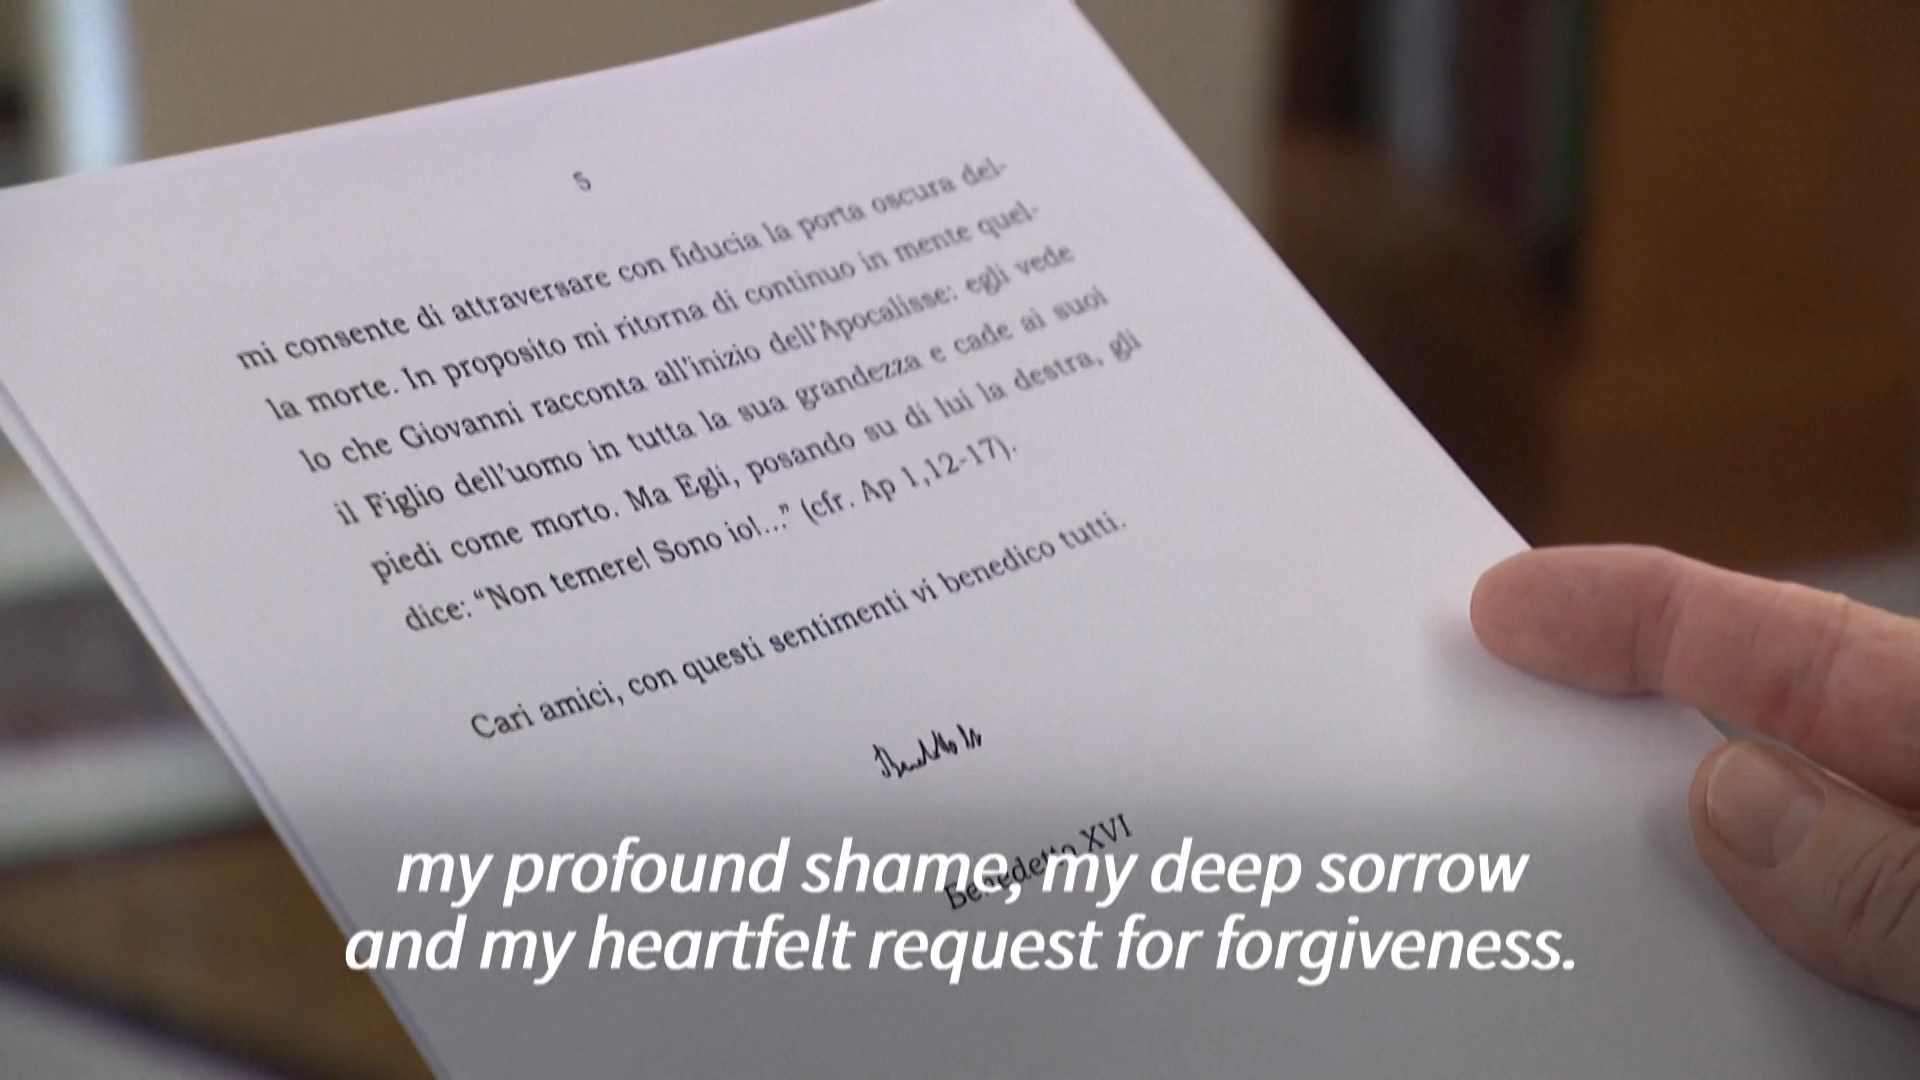 5
mi consente di attraversare con fiducia la porta oscura del-
la morte. In proposito mi ritorna di continuo in mente quel-
lo che Giovanni racconta all'inizio dell'Apocalisse: egli vede
il Figlio dell'uomo in tutta la sua grandezza e cade ai suoi
piedi come morto. Ma Egli, posando su di lui la destra, gli
dice: “Non temere! Sono io!...” (cfr. Ap 1,12-17).
Cari amici, con questi sentimenti vi benedico tutti.
Benedetto XVI
my profound shame, my deep sorrow
and my heartfelt request for forgiveness.